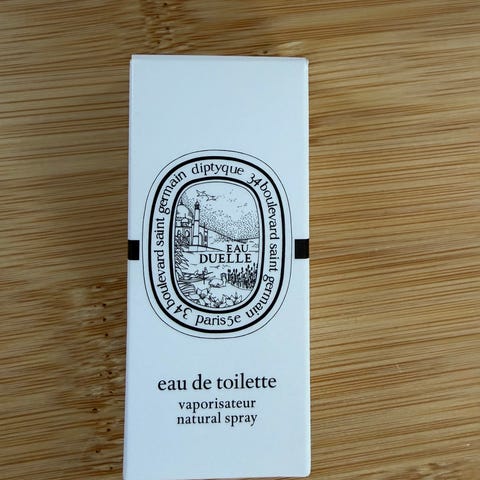 diptyque 34 boulevard saint germain paris 5e 34 boulevard saint germain
EAU
DUELLE
eau de toilette
vaporisateur
natural spray